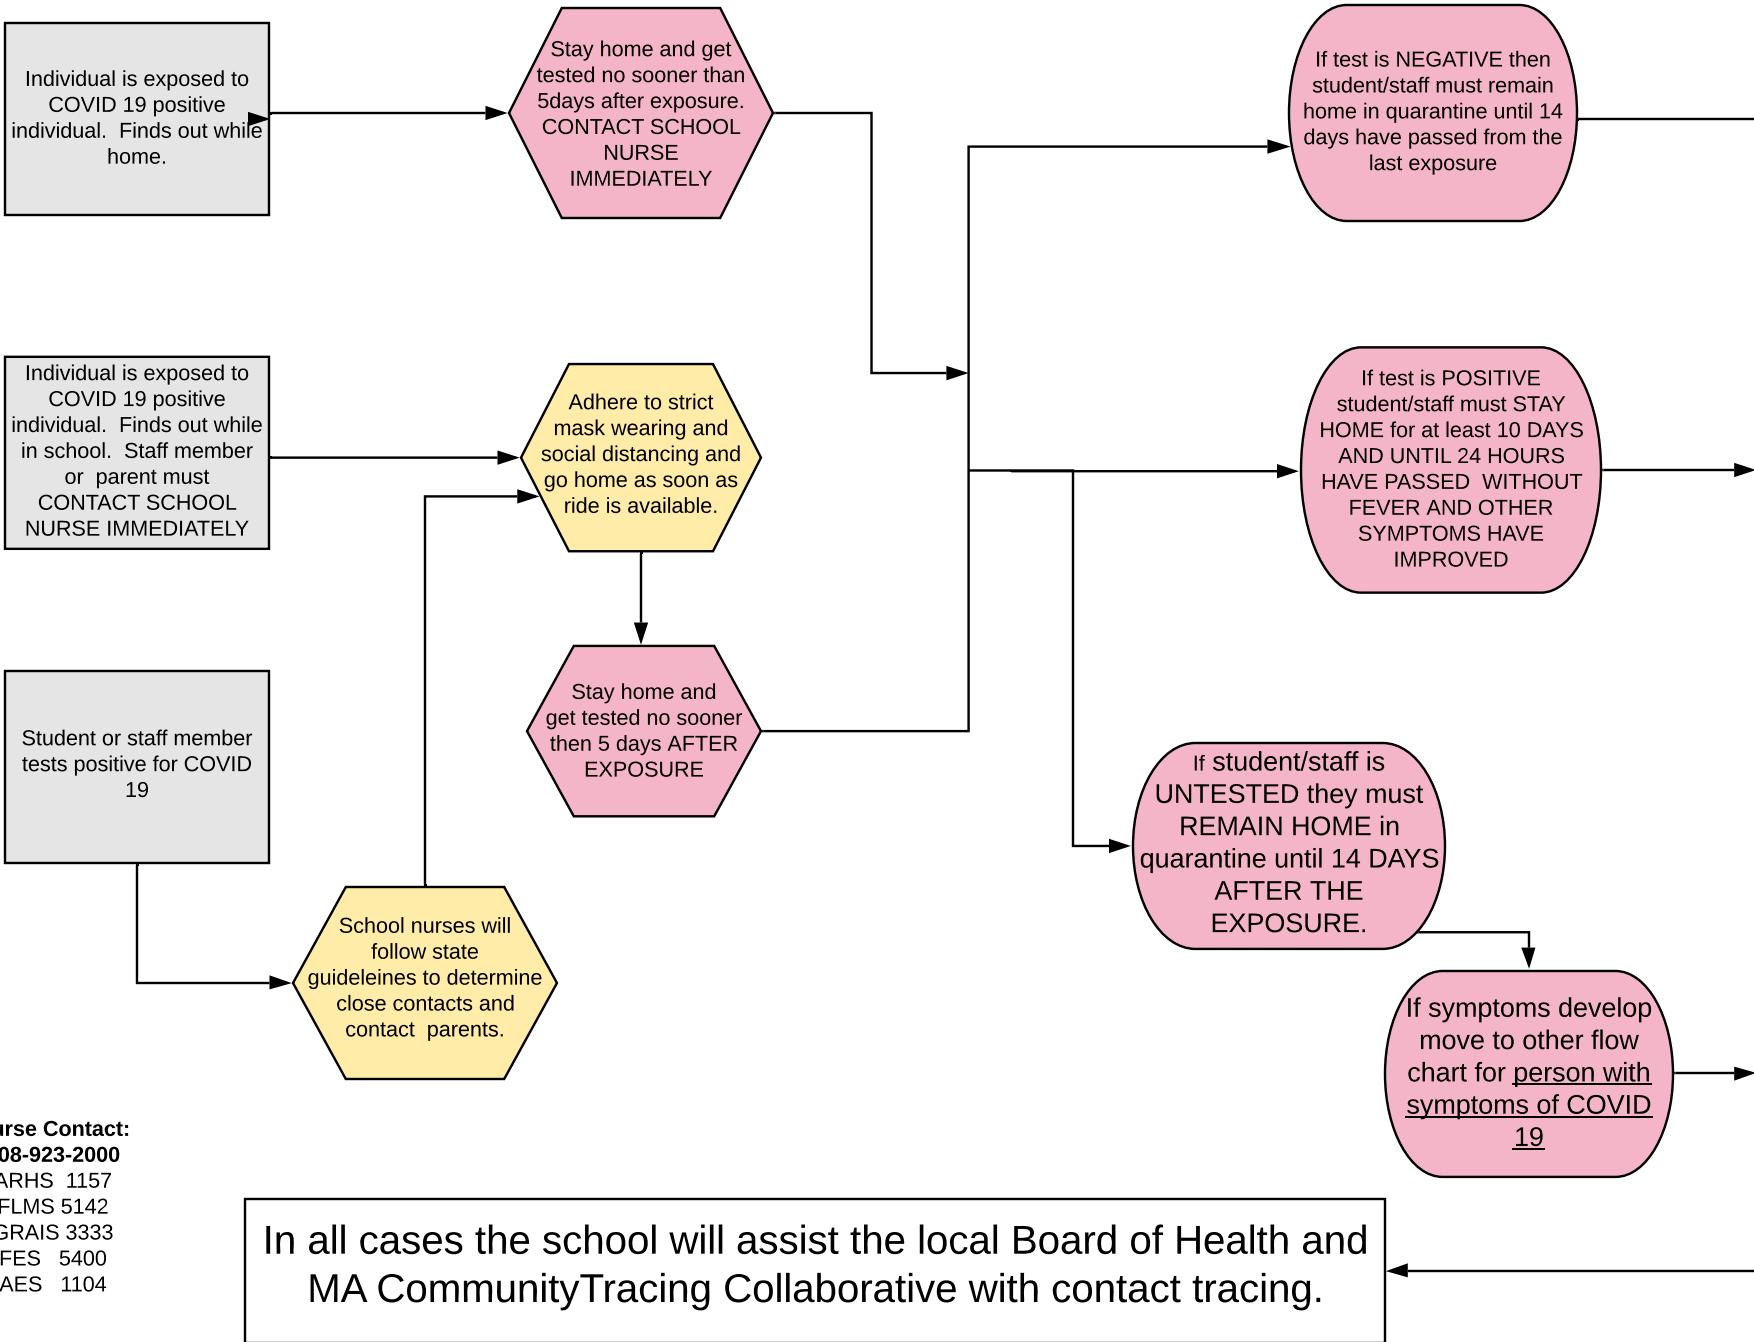 Individual is exposed to
COVID 19 positive
individual.  Finds out while
home.
Stay home and get
tested no sooner than
5days after exposure.
CONTACT SCHOOL
NURSE
IMMEDIATELY
If test is NEGATIVE then
student/staff must remain
home in quarantine until 14
days have passed from the
last exposure
Individual is exposed to
COVID 19 positive
individual.  Finds out while
in school.  Staff member
or  parent must
CONTACT SCHOOL
NURSE IMMEDIATELY
Adhere to strict
mask wearing and
social distancing and
go home as soon as
ride is available.
If test is POSITIVE
student/staff must STAY
HOME for at least 10 DAYS
AND UNTIL 24 HOURS
HAVE PASSED  WITHOUT
FEVER AND OTHER
SYMPTOMS HAVE
IMPROVED
Student or staff member
tests positive for COVID
19
Stay home and
get tested no sooner
then 5 days AFTER
EXPOSURE
If student/staff is
UNTESTED they must
REMAIN HOME in
quarantine until 14 DAYS
AFTER THE
EXPOSURE.
School nurses will
follow state
guideleines to determine
close contacts and
contact  parents.
If symptoms develop
move to other flow
chart for person with
symptoms of COVID
19
urse Contact:
08-923-2000
ARHS  1157
FLMS 5142
GRAIS 3333
FES   5400
AES   1104
In all cases the school will assist the local Board of Health and
MA CommunityTracing Collaborative with contact tracing.